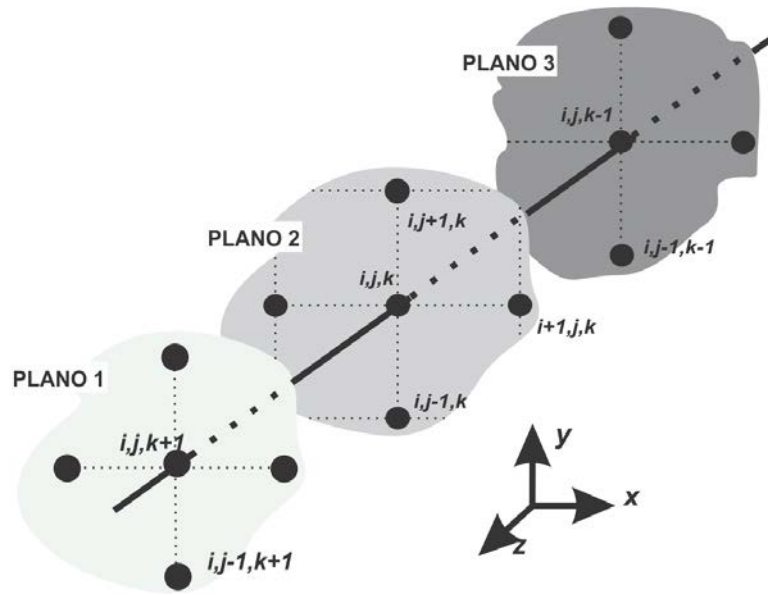 PLANO 3
i,j,k-1
i,j-1,k-1
PLANO 2
i,j+1,k
i,j,k
i+1,j,k
i,j-1,k
PLANO 1
i,j,k+1
i,j-1,k+1
y
x
z